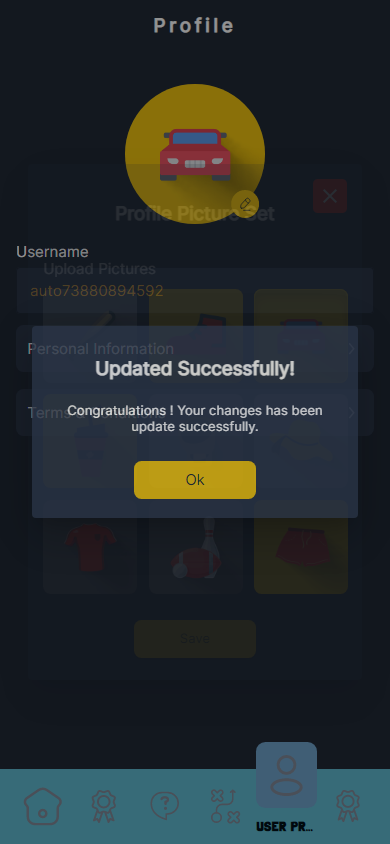 Profile
Profile Picture Set
Username
Upload Pictures
auto73880894592
Personal Information
Updated Successfully!
Congratulations ! Your changes has been
update successfully.
Terms
Ok
Save
USER PR...